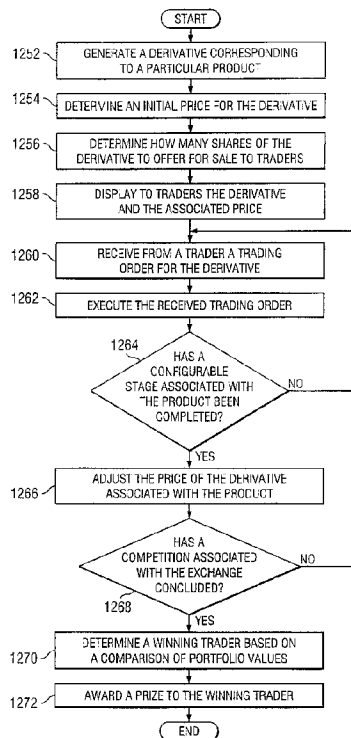 START
1252
GENERATE A DERIVATIVE CORRESPONDING
TO A PARTICULAR PRODUCT
1254
DETERMINE AN INITIAL PRICE FOR THE DERIVATIVE
1256
DETERMINE HOW MANY SHARES OF THE
DERIVATIVE TO OFFER FOR SALE TO TRADERS
1258
DISPLAY TO TRADERS THE DERIVATIVE
AND THE ASSOCIATED PRICE
1260
RECEIVE FROM A TRADER A TRADING
ORDER FOR THE DERIVATIVE
1262
EXECUTE THE RECEIVED TRADING ORDER
1264
HAS A
CONFIGURABLE
STAGE ASSOCIATED WITH
THE PRODUCT BEEN
COMPLETED?
NO
YES
1266
ADJUST THE PRICE OF THE DERIVATIVE
ASSOCIATED WITH THE PRODUCT
HAS A
COMPETITION ASSOCIATED
WITH THE EXCHANGE
CONCLUDED?
NO
1268
YES
1270
DETERMINE A WINNING TRADER BASED ON
A COMPARISON OF PORTFOLIO VALUES
1272
AWARD A PRIZE TO THE WINNING TRADER
END